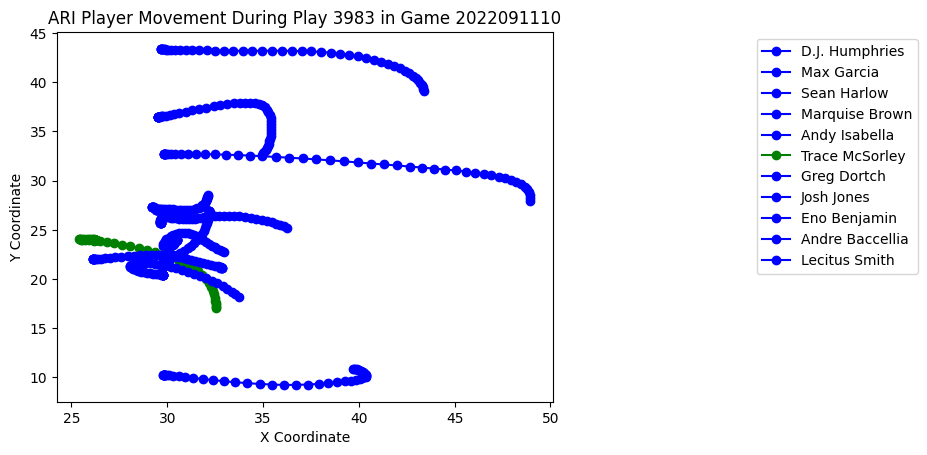 ARI Player Movement During Play 3983 in Game 2022091110
45
40
35
30
25
20
15
10
Y Coordinate
25
30
35
40
45
50
X Coordinate
D.J. Humphries
Max Garcia
Sean Harlow
Marquise Brown
Andy Isabella
Trace McSorley
Greg Dortch
Josh Jones
Eno Benjamin
Andre Baccellia
Lecitus Smith